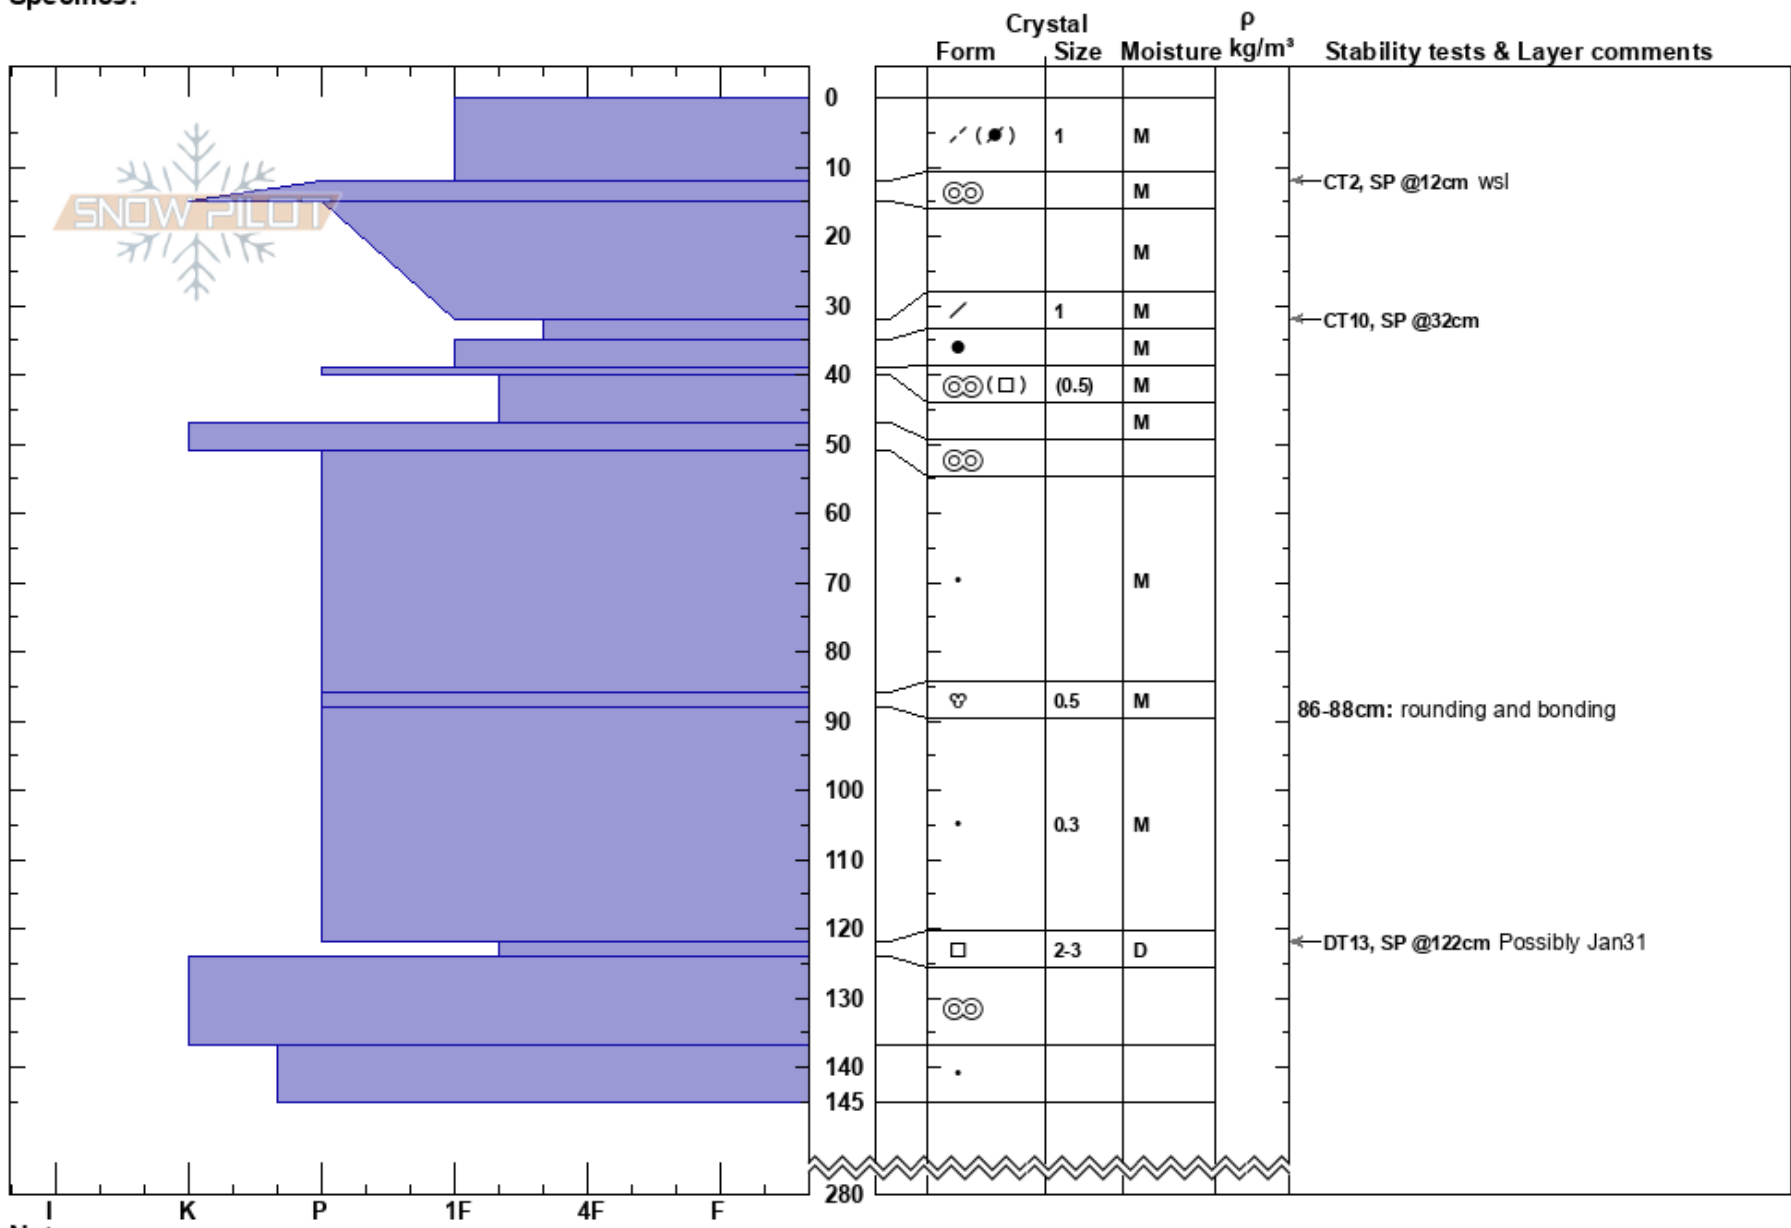 Crystal ρ
Form Size Moisture kg/m³ Stability tests & Layer comments
0
1 M
10
CT2, SP @12cm wsl
M
SNOW PILOT
20
M
30
1 M
CT10, SP @32cm
M
40
(0.5) M
M
50
60
70
M
80
0.5 M
86-88cm: rounding and bonding
90
100
0.3 M
110
120
2-3 D
DT13, SP @122cm Possibly Jan31
130
140
145
280
I K P 1F 4F F